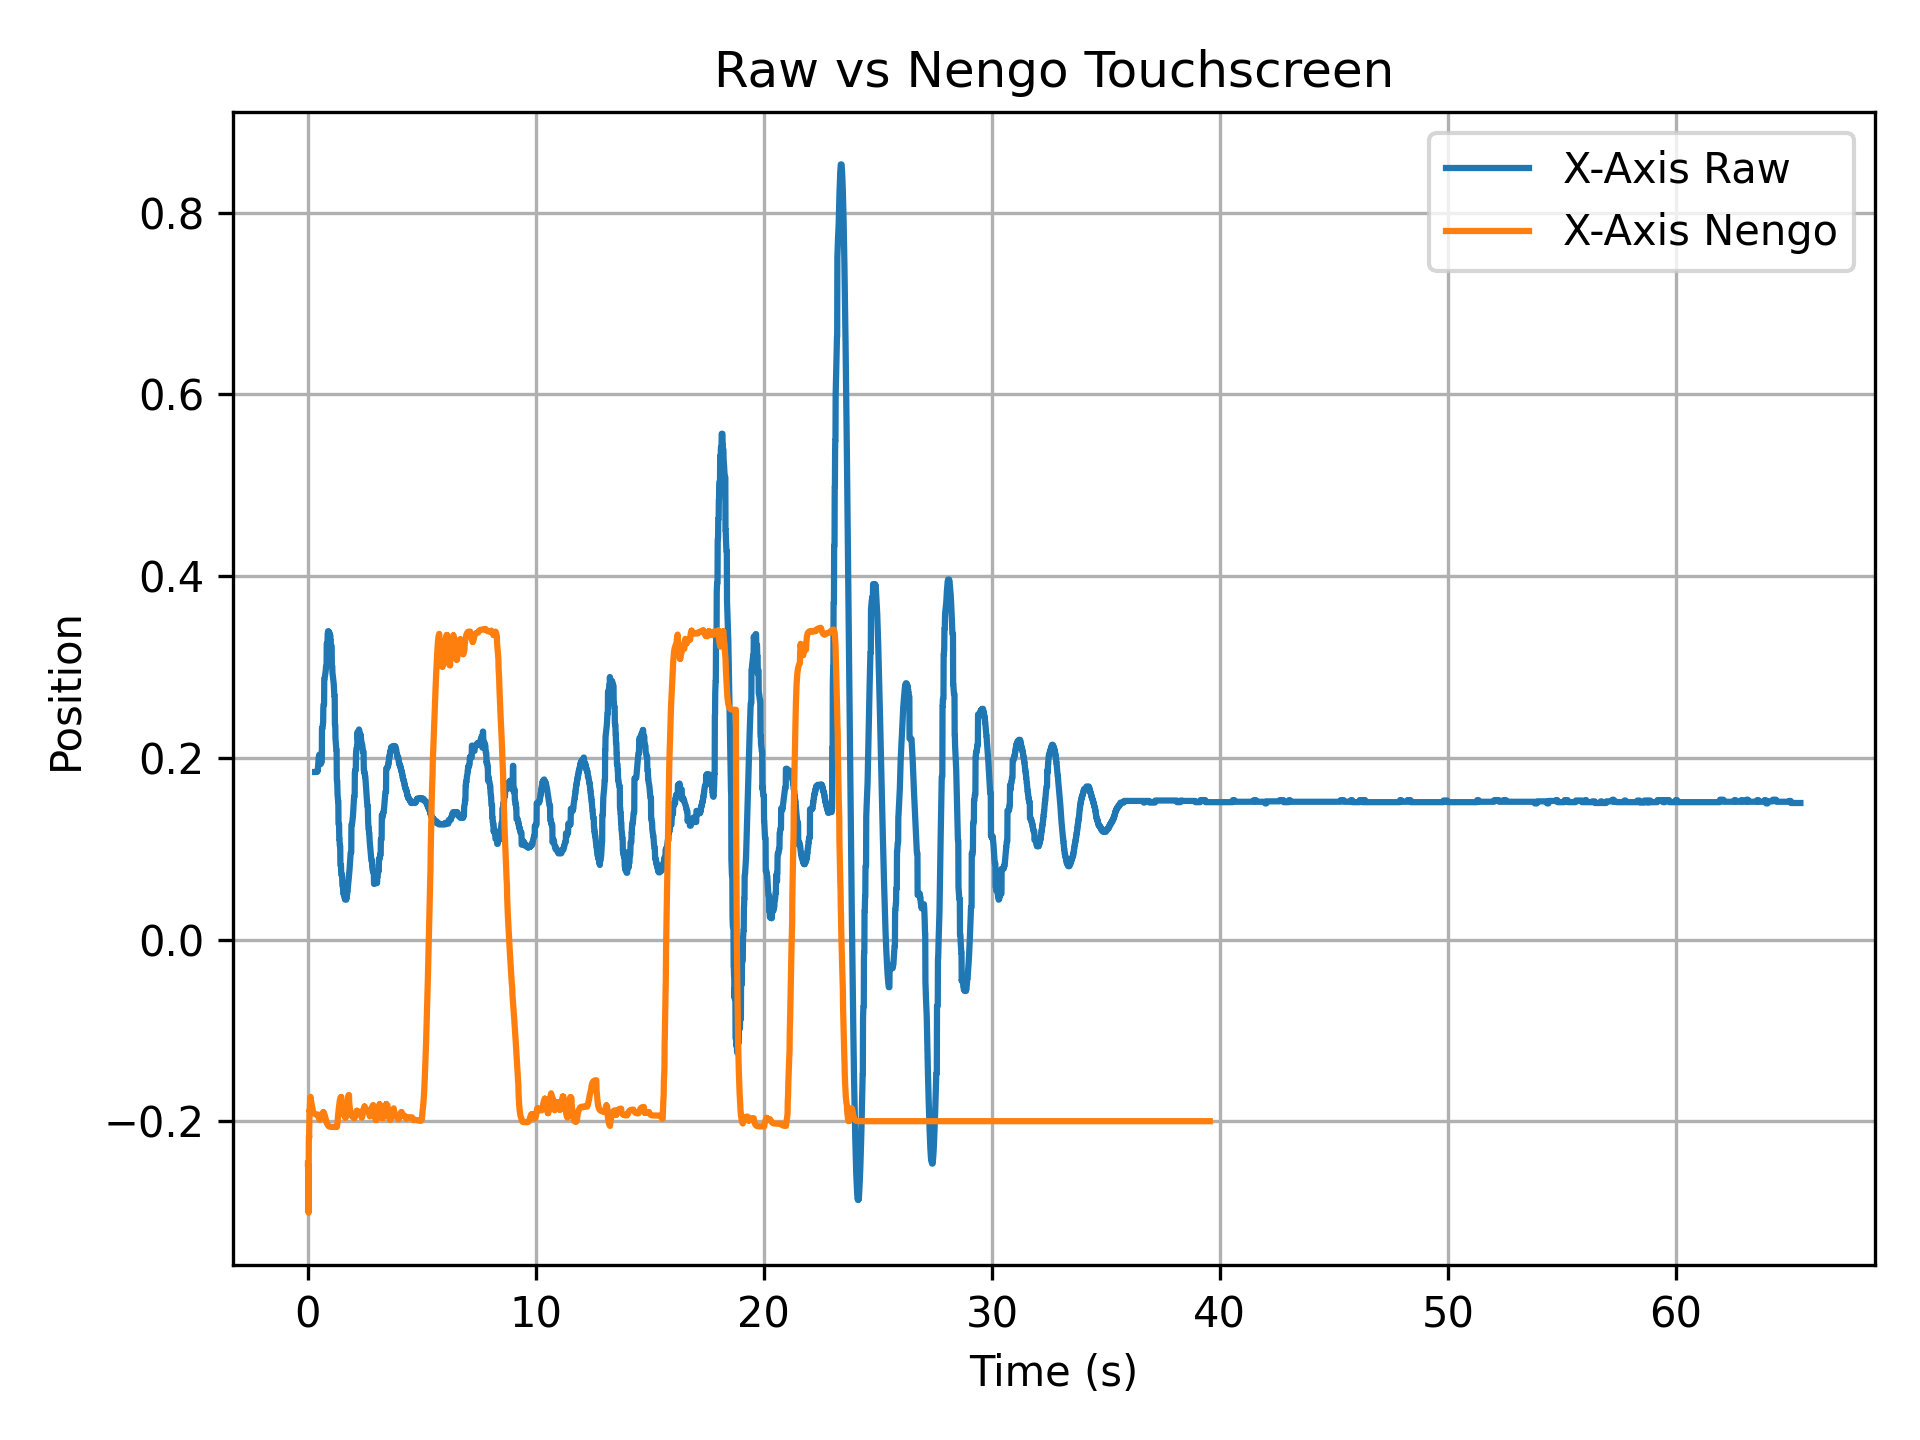 Raw vs Nengo Touchscreen
X-Axis Raw
X-Axis Nengo
Position
0.8
0.6
0.4
0.2
0.0
−0.2
0 10 20 30 40 50 60
Time (s)